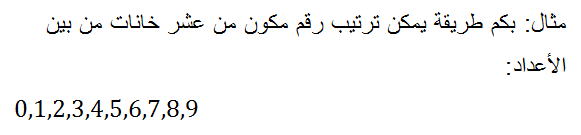 مثال: بكم طريقة يمكن ترتيب رقم مكون من عشر خانات من بين
الأعداد:
0,1,2,3,4,5,6,7,8,9